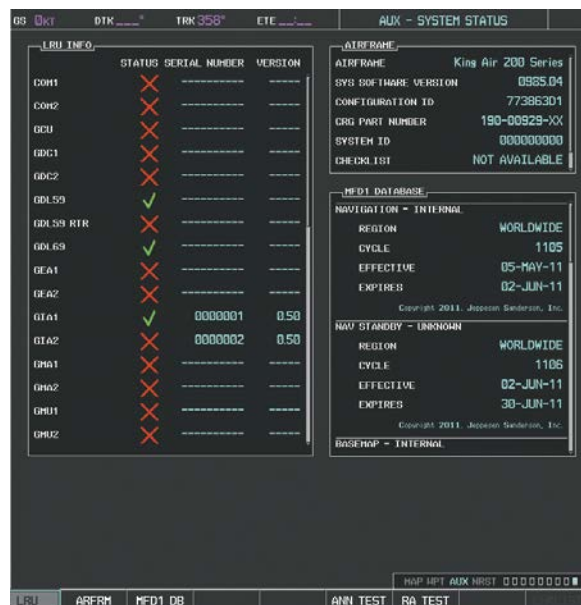 GS 0KT DTK ___° TRK 358° ETE __:__ AUX - SYSTEM STATUS
LRU INFO
STATUS SERIAL NUMBER VERSION
COM1 ---------- -----
COM2 ---------- -----
GCU ---------- -----
GDC1 ---------- -----
GDC2 ---------- -----
GDL59 ---------- -----
GDL59 RTR ---------- -----
GDL69 ---------- -----
GEA1 ---------- -----
GEA2 ---------- -----
GIA1 0000001 0.50
GIA2 0000002 0.50
GMA1 ---------- -----
GMA2 ---------- -----
GMU1 ---------- -----
GMU2 ---------- -----
AIRFRAME
AIRFRAME King Air 200 Series
SYS SOFTWARE VERSION 0985.04
CONFIGURATION ID 773863D1
CRG PART NUMBER 190-00929-XX
SYSTEM ID 000000000
CHECKLIST NOT AVAILABLE
MFD1 DATABASE
NAVIGATION - INTERNAL
REGION WORLDWIDE
CYCLE 1105
EFFECTIVE 05-MAY-11
EXPIRES 02-JUN-11
Copyright 2011, Jeppesen Sanderson, Inc.
NAV STANDBY - UNKNOWN
REGION WORLDWIDE
CYCLE 1106
EFFECTIVE 02-JUN-11
EXPIRES 30-JUN-11
Copyright 2011, Jeppesen Sanderson, Inc.
BASEMAP - INTERNAL
MAP WPT AUX NRST
LRU ARFRM MFD1 DB ANN TEST RA TEST